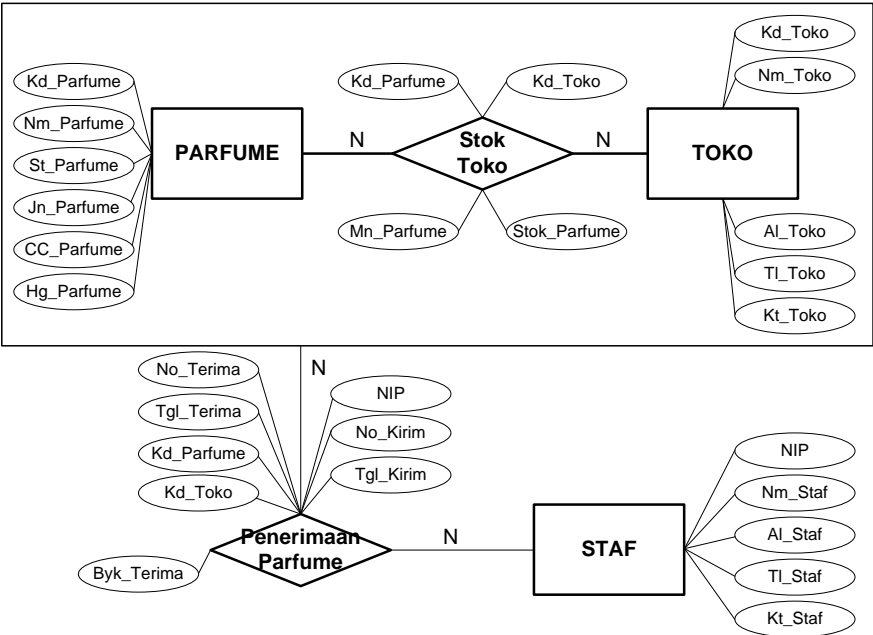 Kd_Parfume
Nm_Parfume
St_Parfume
Jn_Parfume
CC_Parfume
Hg_Parfume
PARFUME
N
Kd_Parfume
Kd_Toko
Stok
Toko
Mn_Parfume
Stok_Parfume
N
Kd_Toko
Nm_Toko
TOKO
Al_Toko
Tl_Toko
Kt_Toko
N
No_Terima
Tgl_Terima
Kd_Parfume
Kd_Toko
NIP
No_Kirim
Tgl_Kirim
Penerimaan
Parfume
Byk_Terima
N
STAF
NIP
Nm_Staf
Al_Staf
Tl_Staf
Kt_Staf